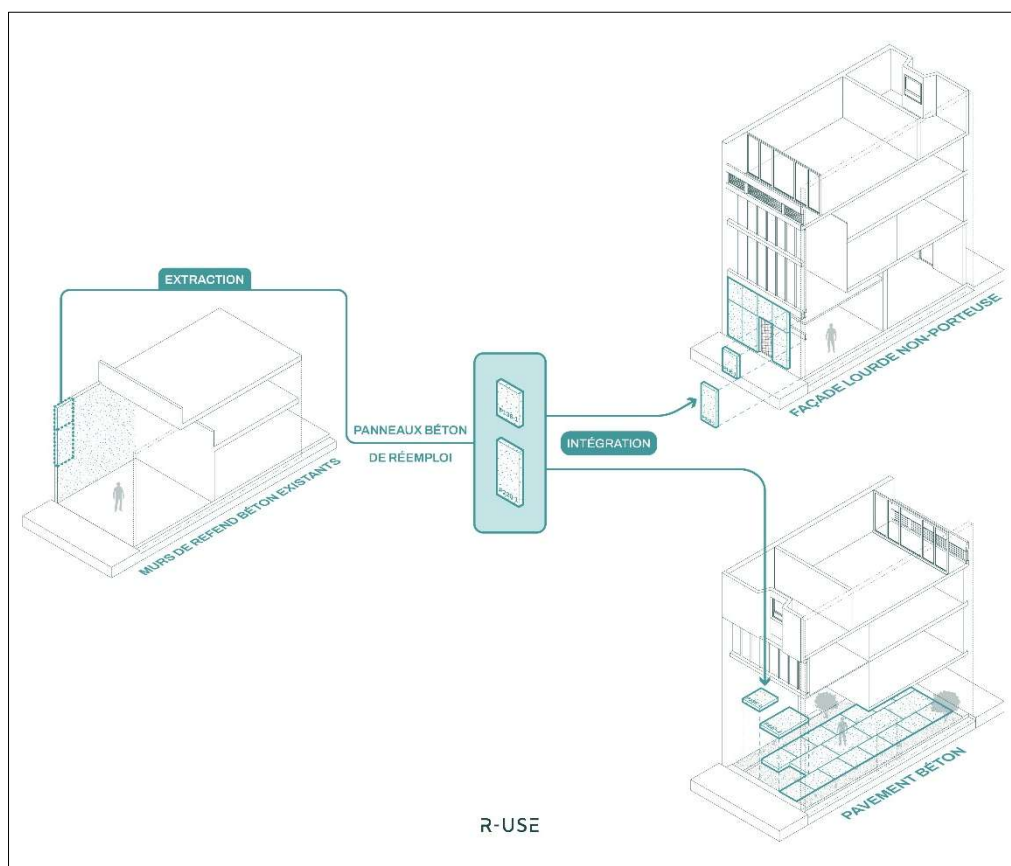 EXTRACTION
MURS DE REFEND BÉTON EXISTANTS
PANNEAUX BÉTON
DE RÉEMPLOI
INTÉGRATION
FAÇADE LOURDE NON-PORTEUSE
PAVEMENT BÉTON
R-USE